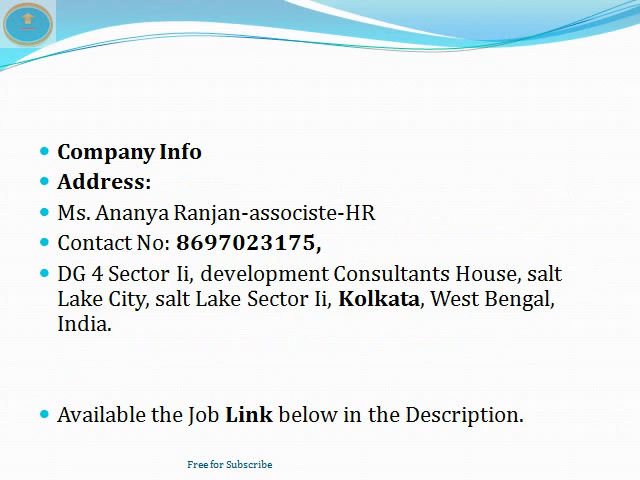 Company Info
Address:
Ms. Ananya Ranjan-associste-HR
Contact No: 8697023175,
DG 4 Sector Ii, development Consultants House, salt
Lake City, salt Lake Sector Ii, Kolkata, West Bengal,
India.
Available the Job Link below in the Description.
Free for Subscribe